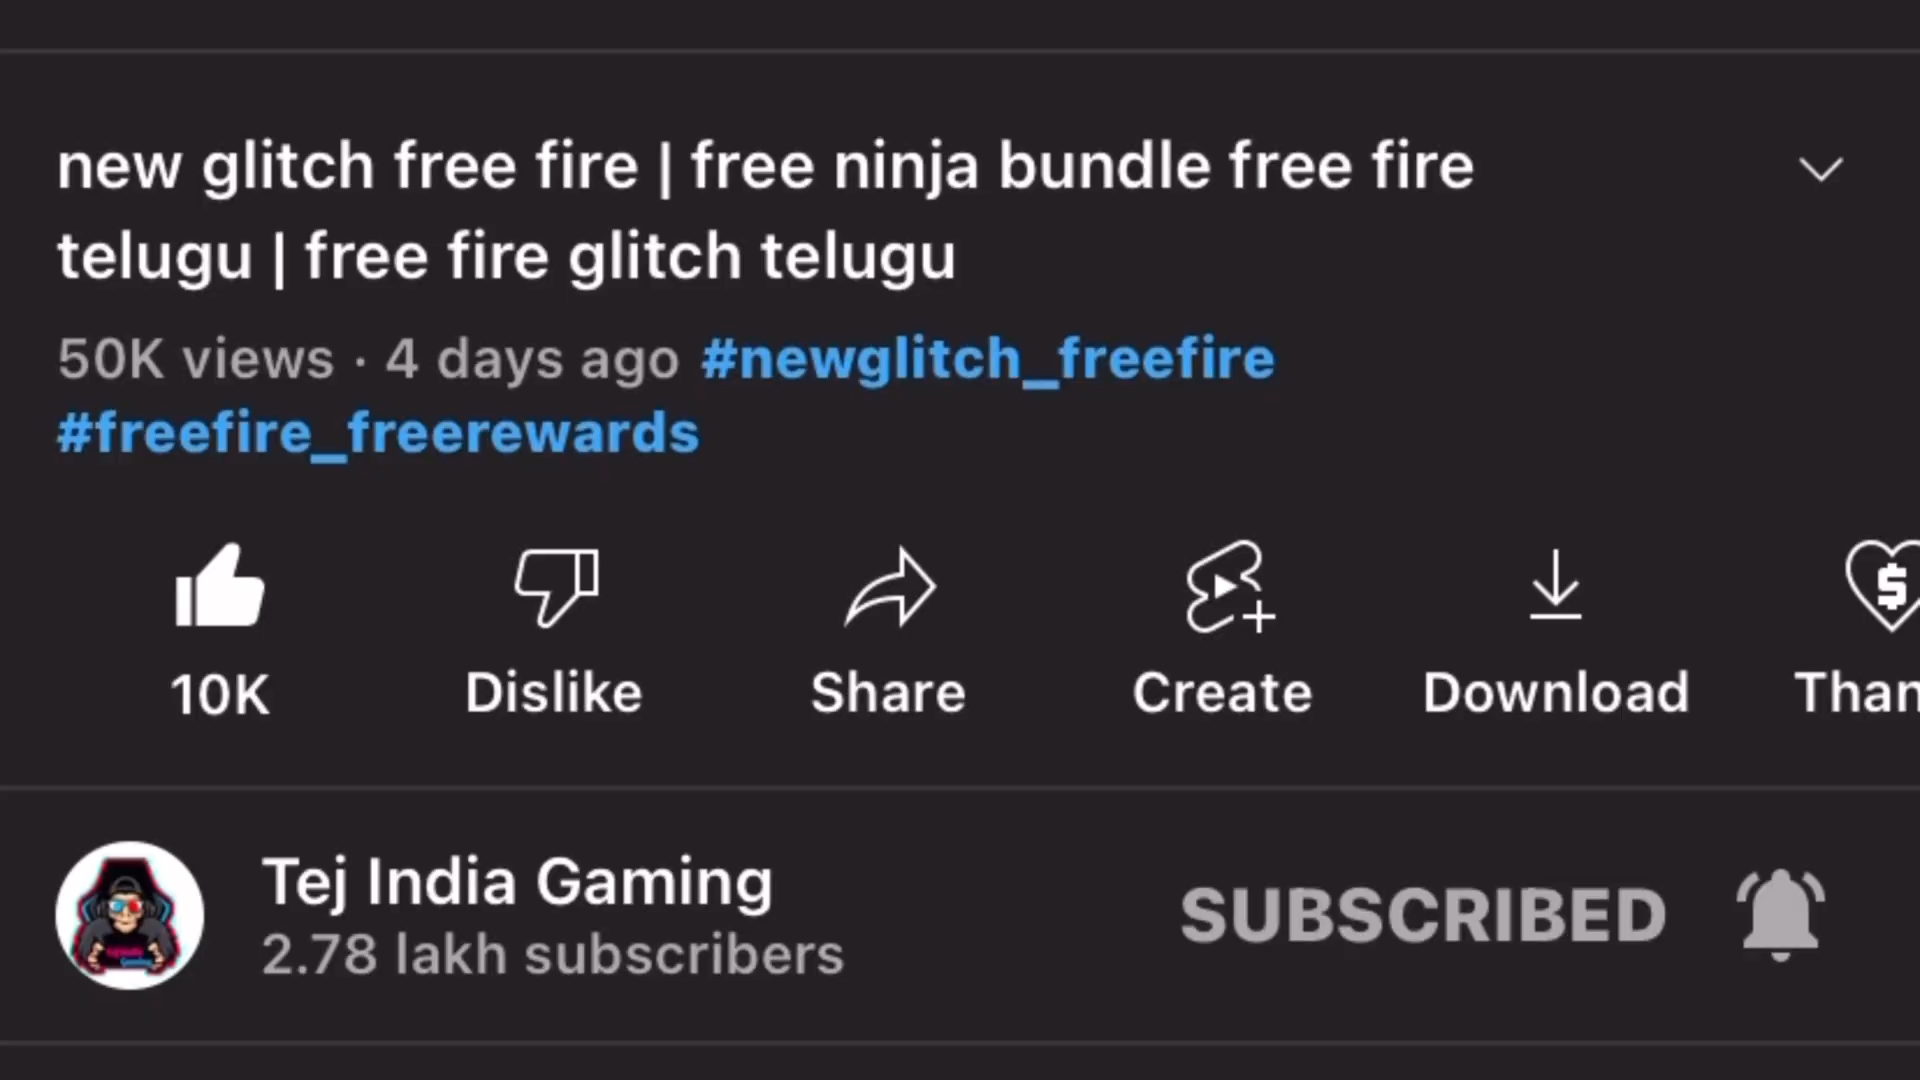 new glitch free fire | free ninja bundle free fire
telugu | free fire glitch telugu
50K views · 4 days ago #newglitch_freefire
#freefire_freerewards
10K Dislike Share Create Download Than
Tej India Gaming
2.78 lakh subscribers
SUBSCRIBED